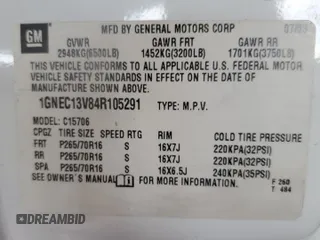 GM
MFD BY GENERAL MOTORS CORP
GVWR GAWR FRT GAWR RR
2948KG(6500LB) 1452KG(3200LB) 1701KG(3750LB)
THIS VEHICLE CONFORMS TO ALL APPLICABLE U.S. FEDERAL MOTOR
VEHICLE SAFETY STANDARDS IN EFFECT ON THE DATE OF
MANUFACTURE SHOWN ABOVE.
1GNEC13V84R105291 TYPE: M.P.V.
MODEL: C15706
CPGZ TIRE SIZE SPEED RTG RIM COLD TIRE PRESSURE
FRT P265/70R16 S 16X7J 220KPA(32PSI)
RR P265/70R16 S 16X7J 220KPA(32PSI)
SPA P265/70R16 S 16X6.5J 240KPA(35PSI)
SEE OWNER'S MANUAL FOR MORE INFORMATION.
F 260
T 484